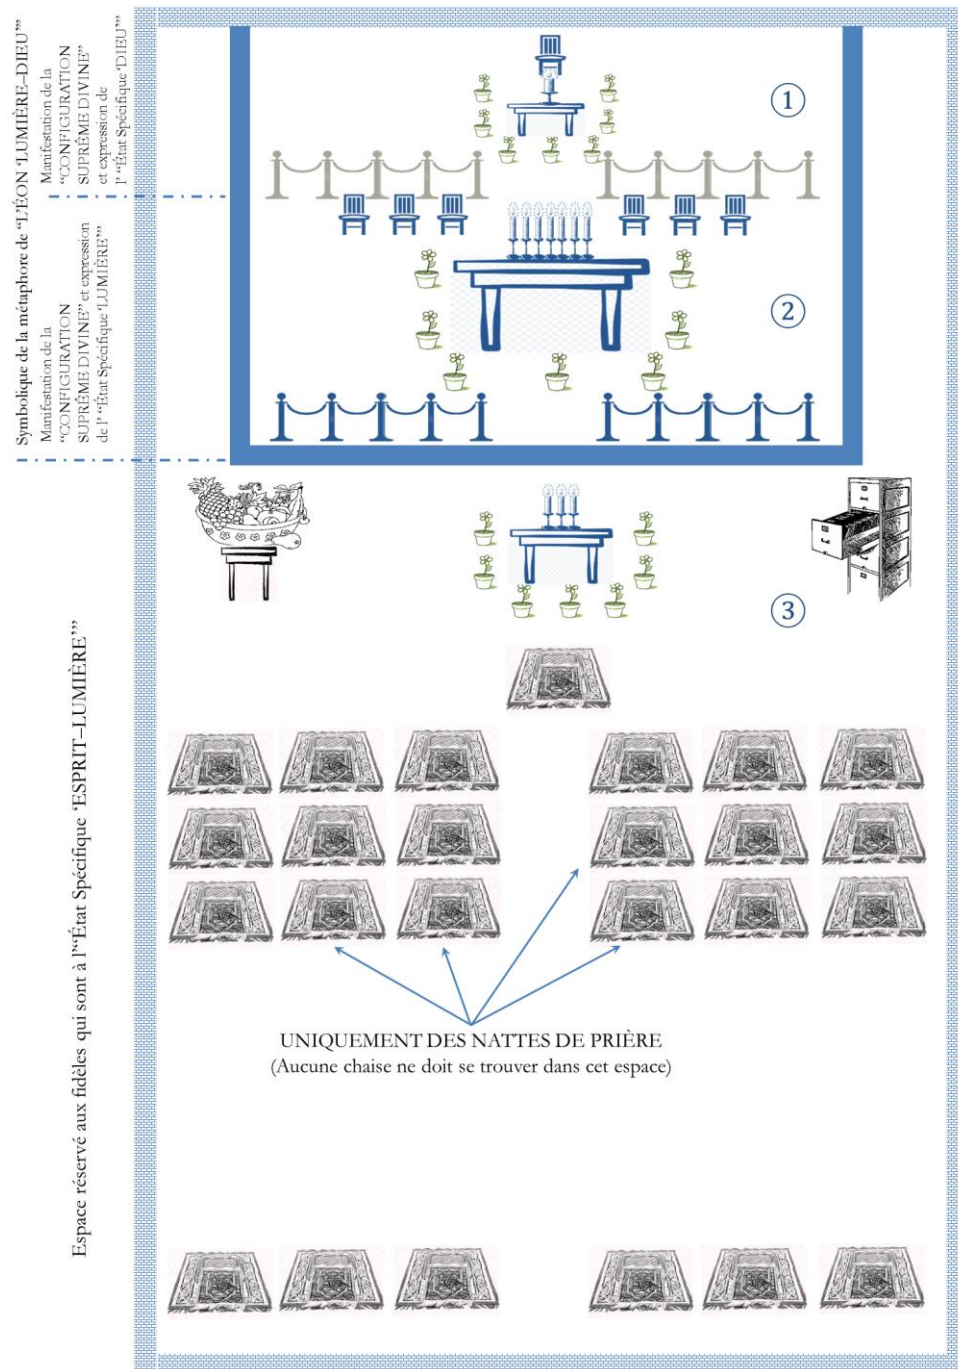 Symbolique de la métaphore de “L’ÉON ‘LUMIÈRE–DIEU’”
Manifestation de la
“CONFIGURATION
SUPRÊME DIVINE”
et expression de
l’ “État Spécifique ‘DIEU’”
Manifestation de la
“CONFIGURATION
SUPRÊME DIVINE” et expression
de l’ “État Spécifique ‘LUMIÈRE’”
①
②
③
Espace réservé aux fidèles qui sont à l’“État Spécifique ‘ESPRIT–LUMIÈRE’”
UNIQUEMENT DES NATTES DE PRIÈRE
(Aucune chaise ne doit se trouver dans cet espace)